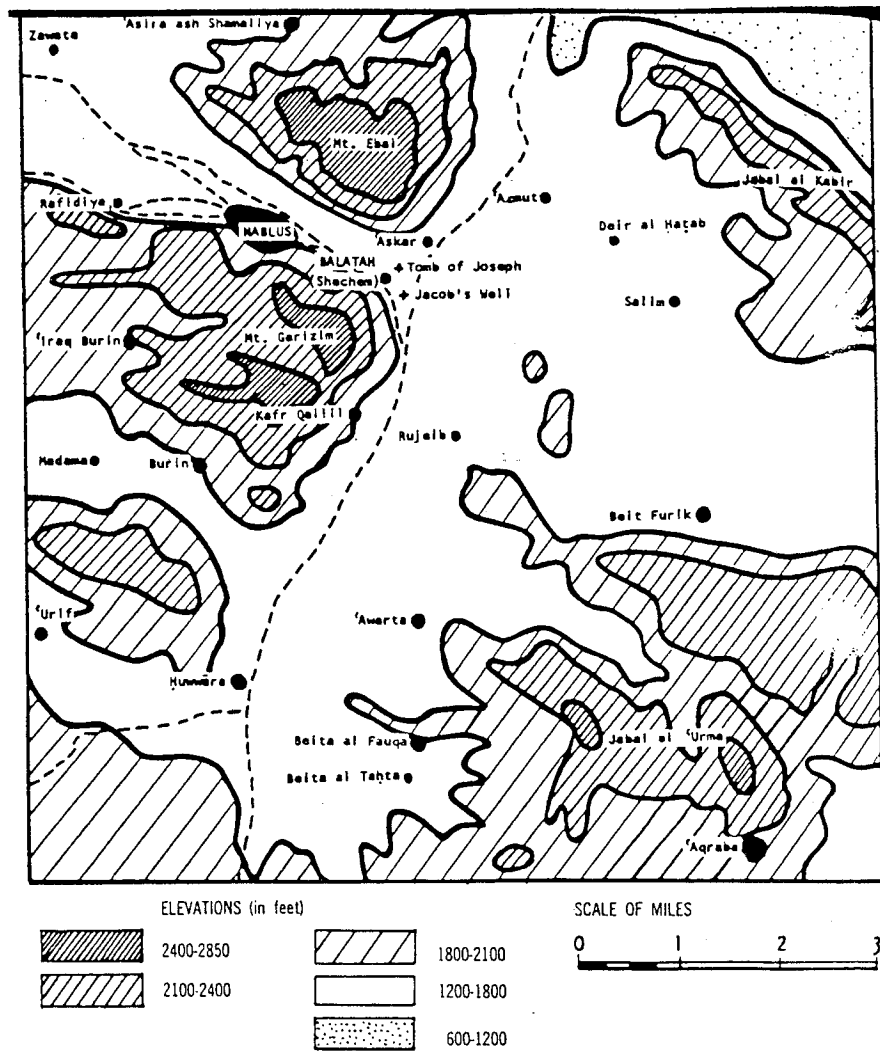 ʿAsira ash Shamaliya
Zawata
Mt. Ebal
Jabal al Kabir
Rafidiya
ʿAzmut
NABLUS
Deir al Hatab
ʿAskar
BALATAH
(Shechem)
Tomb of Joseph
Jacob's Well
Salim
Mt. Gerizim
ʿIraq Burin
Kafr Qallil
Rujaib
Madama
Burin
Beit Furik
ʿUrif
ʿAwarta
Huwwara
Beita al Fauqa
Jabal al ʿUrma
Beita al Tahta
ʿAqraba
ELEVATIONS (in feet)
2400-2850
2100-2400
1800-2100
1200-1800
600-1200
SCALE OF MILES
0 1 2 3